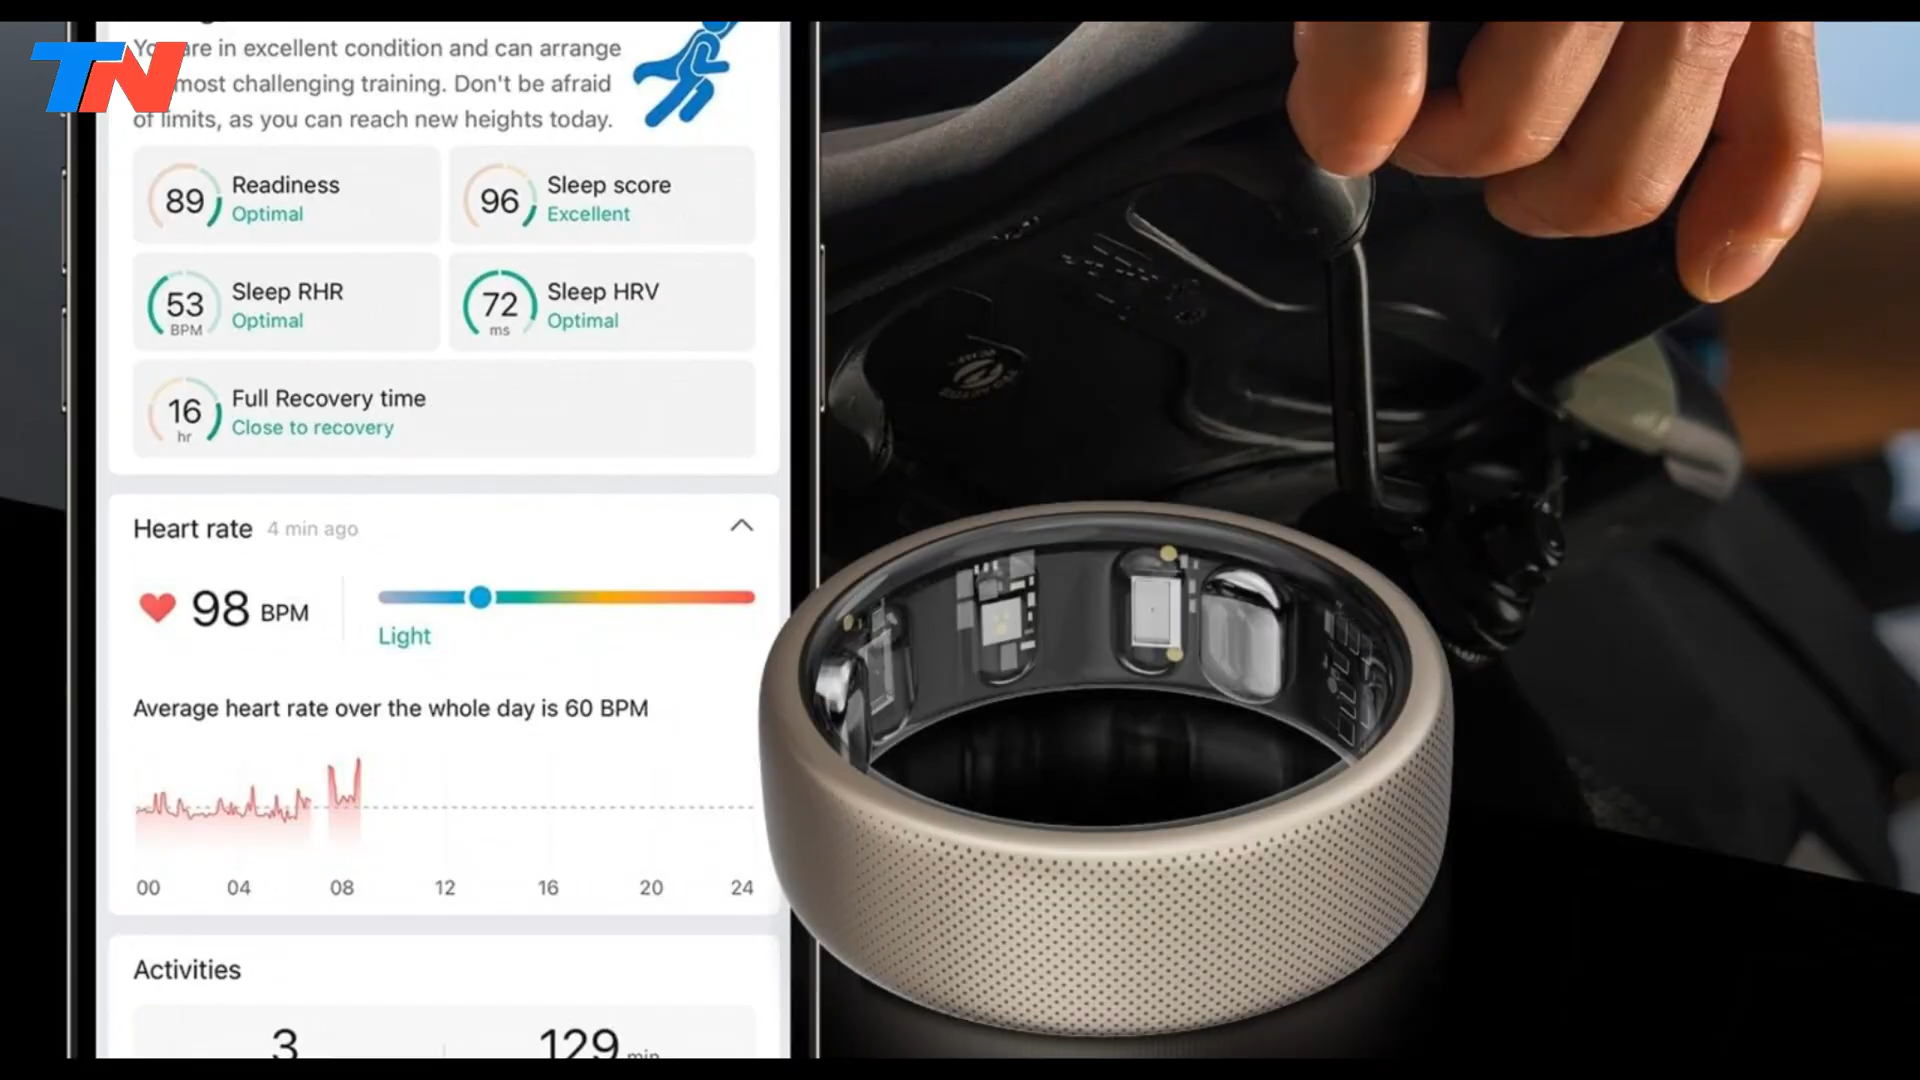 TN
You are in excellent condition and can arrange
most challenging training. Don't be afraid
of limits, as you can reach new heights today.
89 Readiness
Optimal
96 Sleep score
Excellent
53 BPM Sleep RHR
Optimal
72 ms Sleep HRV
Optimal
16 hr Full Recovery time
Close to recovery
Heart rate 4 min ago
98 BPM
Light
Average heart rate over the whole day is 60 BPM
00 04 08 12 16 20 24
Activities
3 129 min